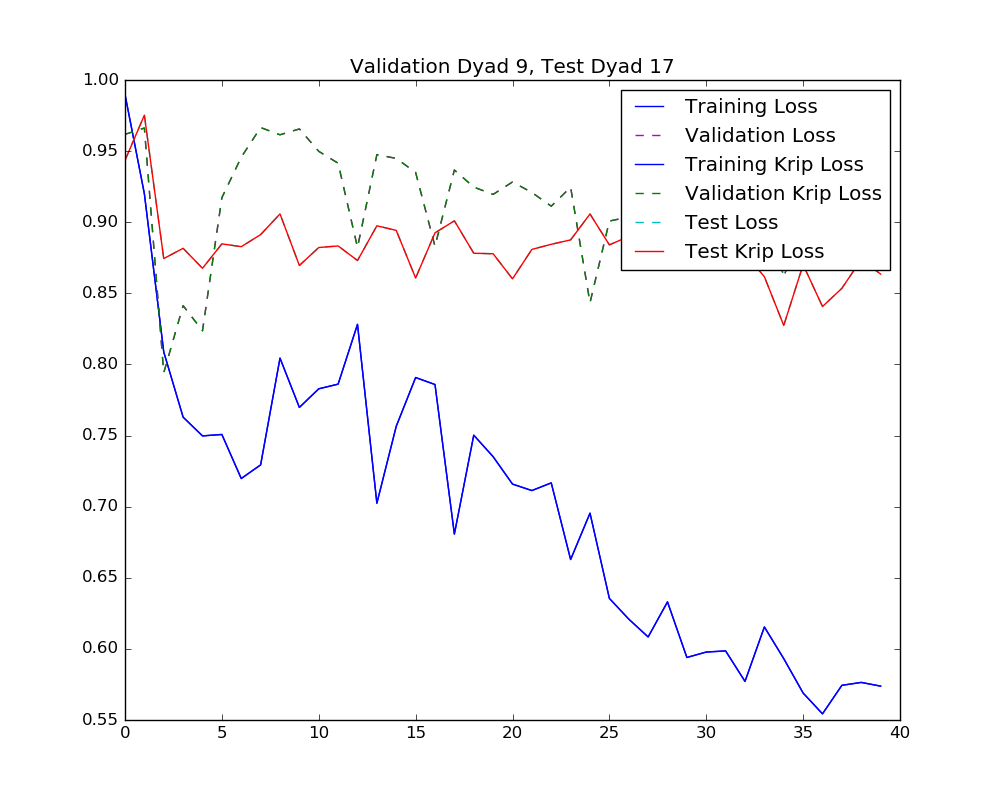 Validation Dyad 9, Test Dyad 17
1.00
0.95
0.90
0.85
0.80
0.75
0.70
0.65
0.60
0.55
0 5 10 15 20 25 30 35 40
Training Loss
Validation Loss
Training Krip Loss
Validation Krip Loss
Test Loss
Test Krip Loss